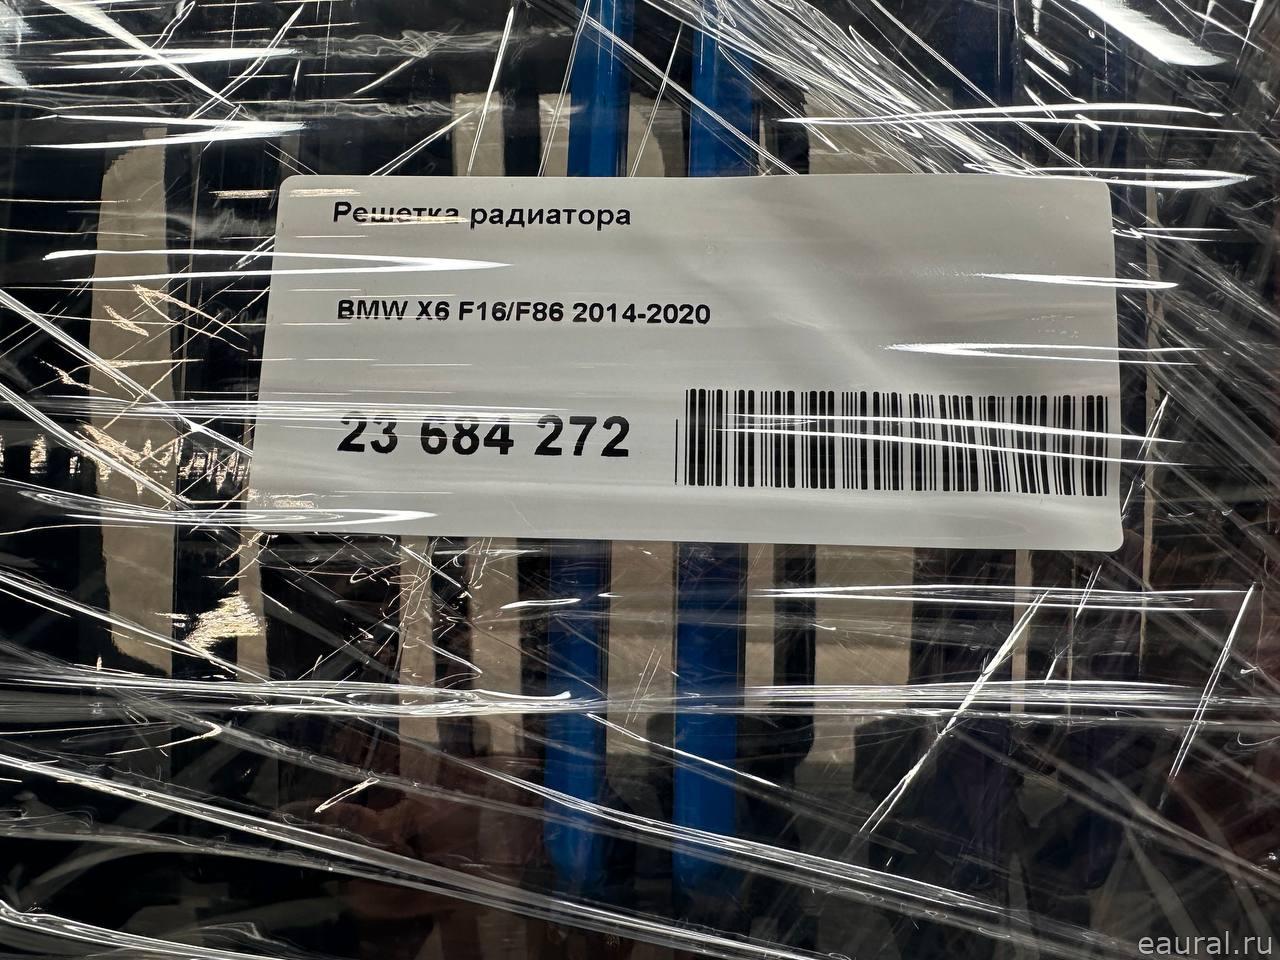 Решетка радиатора
BMW X6 F16/F86 2014-2020
23 684 272
eaural.ru